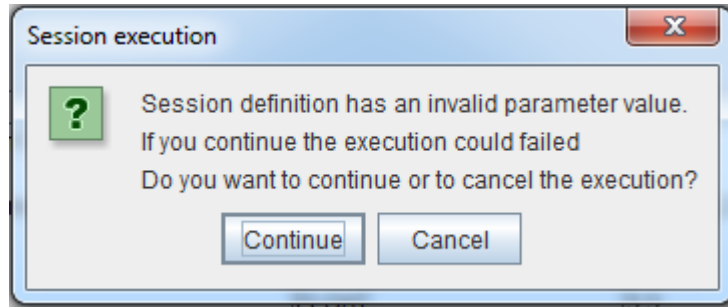 Session execution
Session definition has an invalid parameter value.
If you continue the execution could failed
Do you want to continue or to cancel the execution?
Continue Cancel